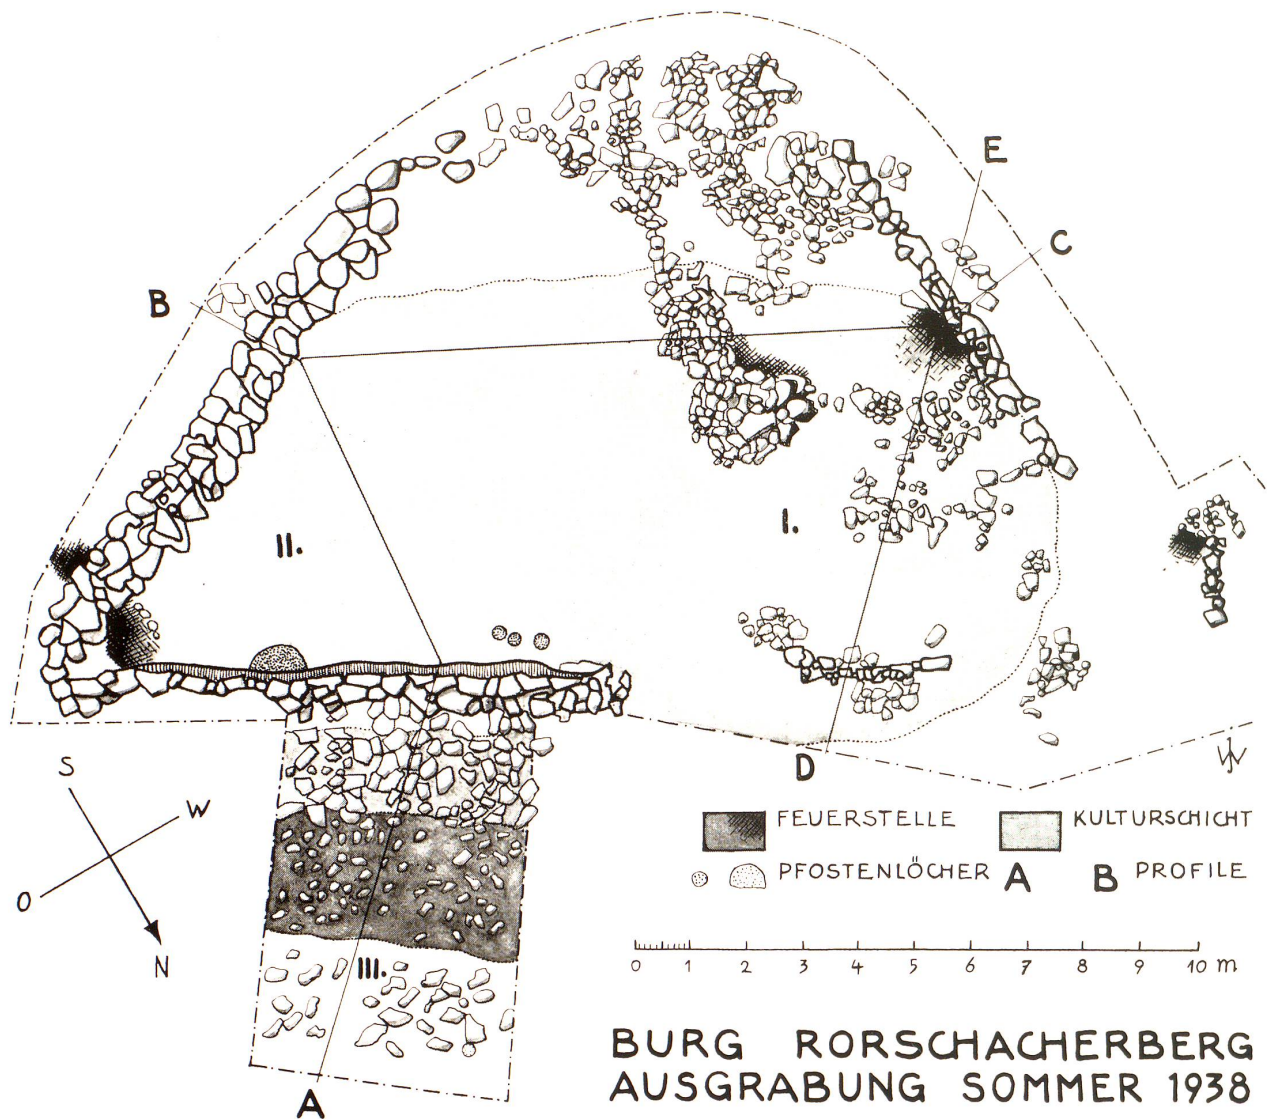 E
C
B
II.
I.
D
S
W
O
N
FEUERSTELLE
KULTURSCHICHT
PFOSTENLÖCHER
A B PROFILE
0 1 2 3 4 5 6 7 8 9 10 m
III.
A
BURG RORSCHACHERBERG
AUSGRABUNG SOMMER 1938